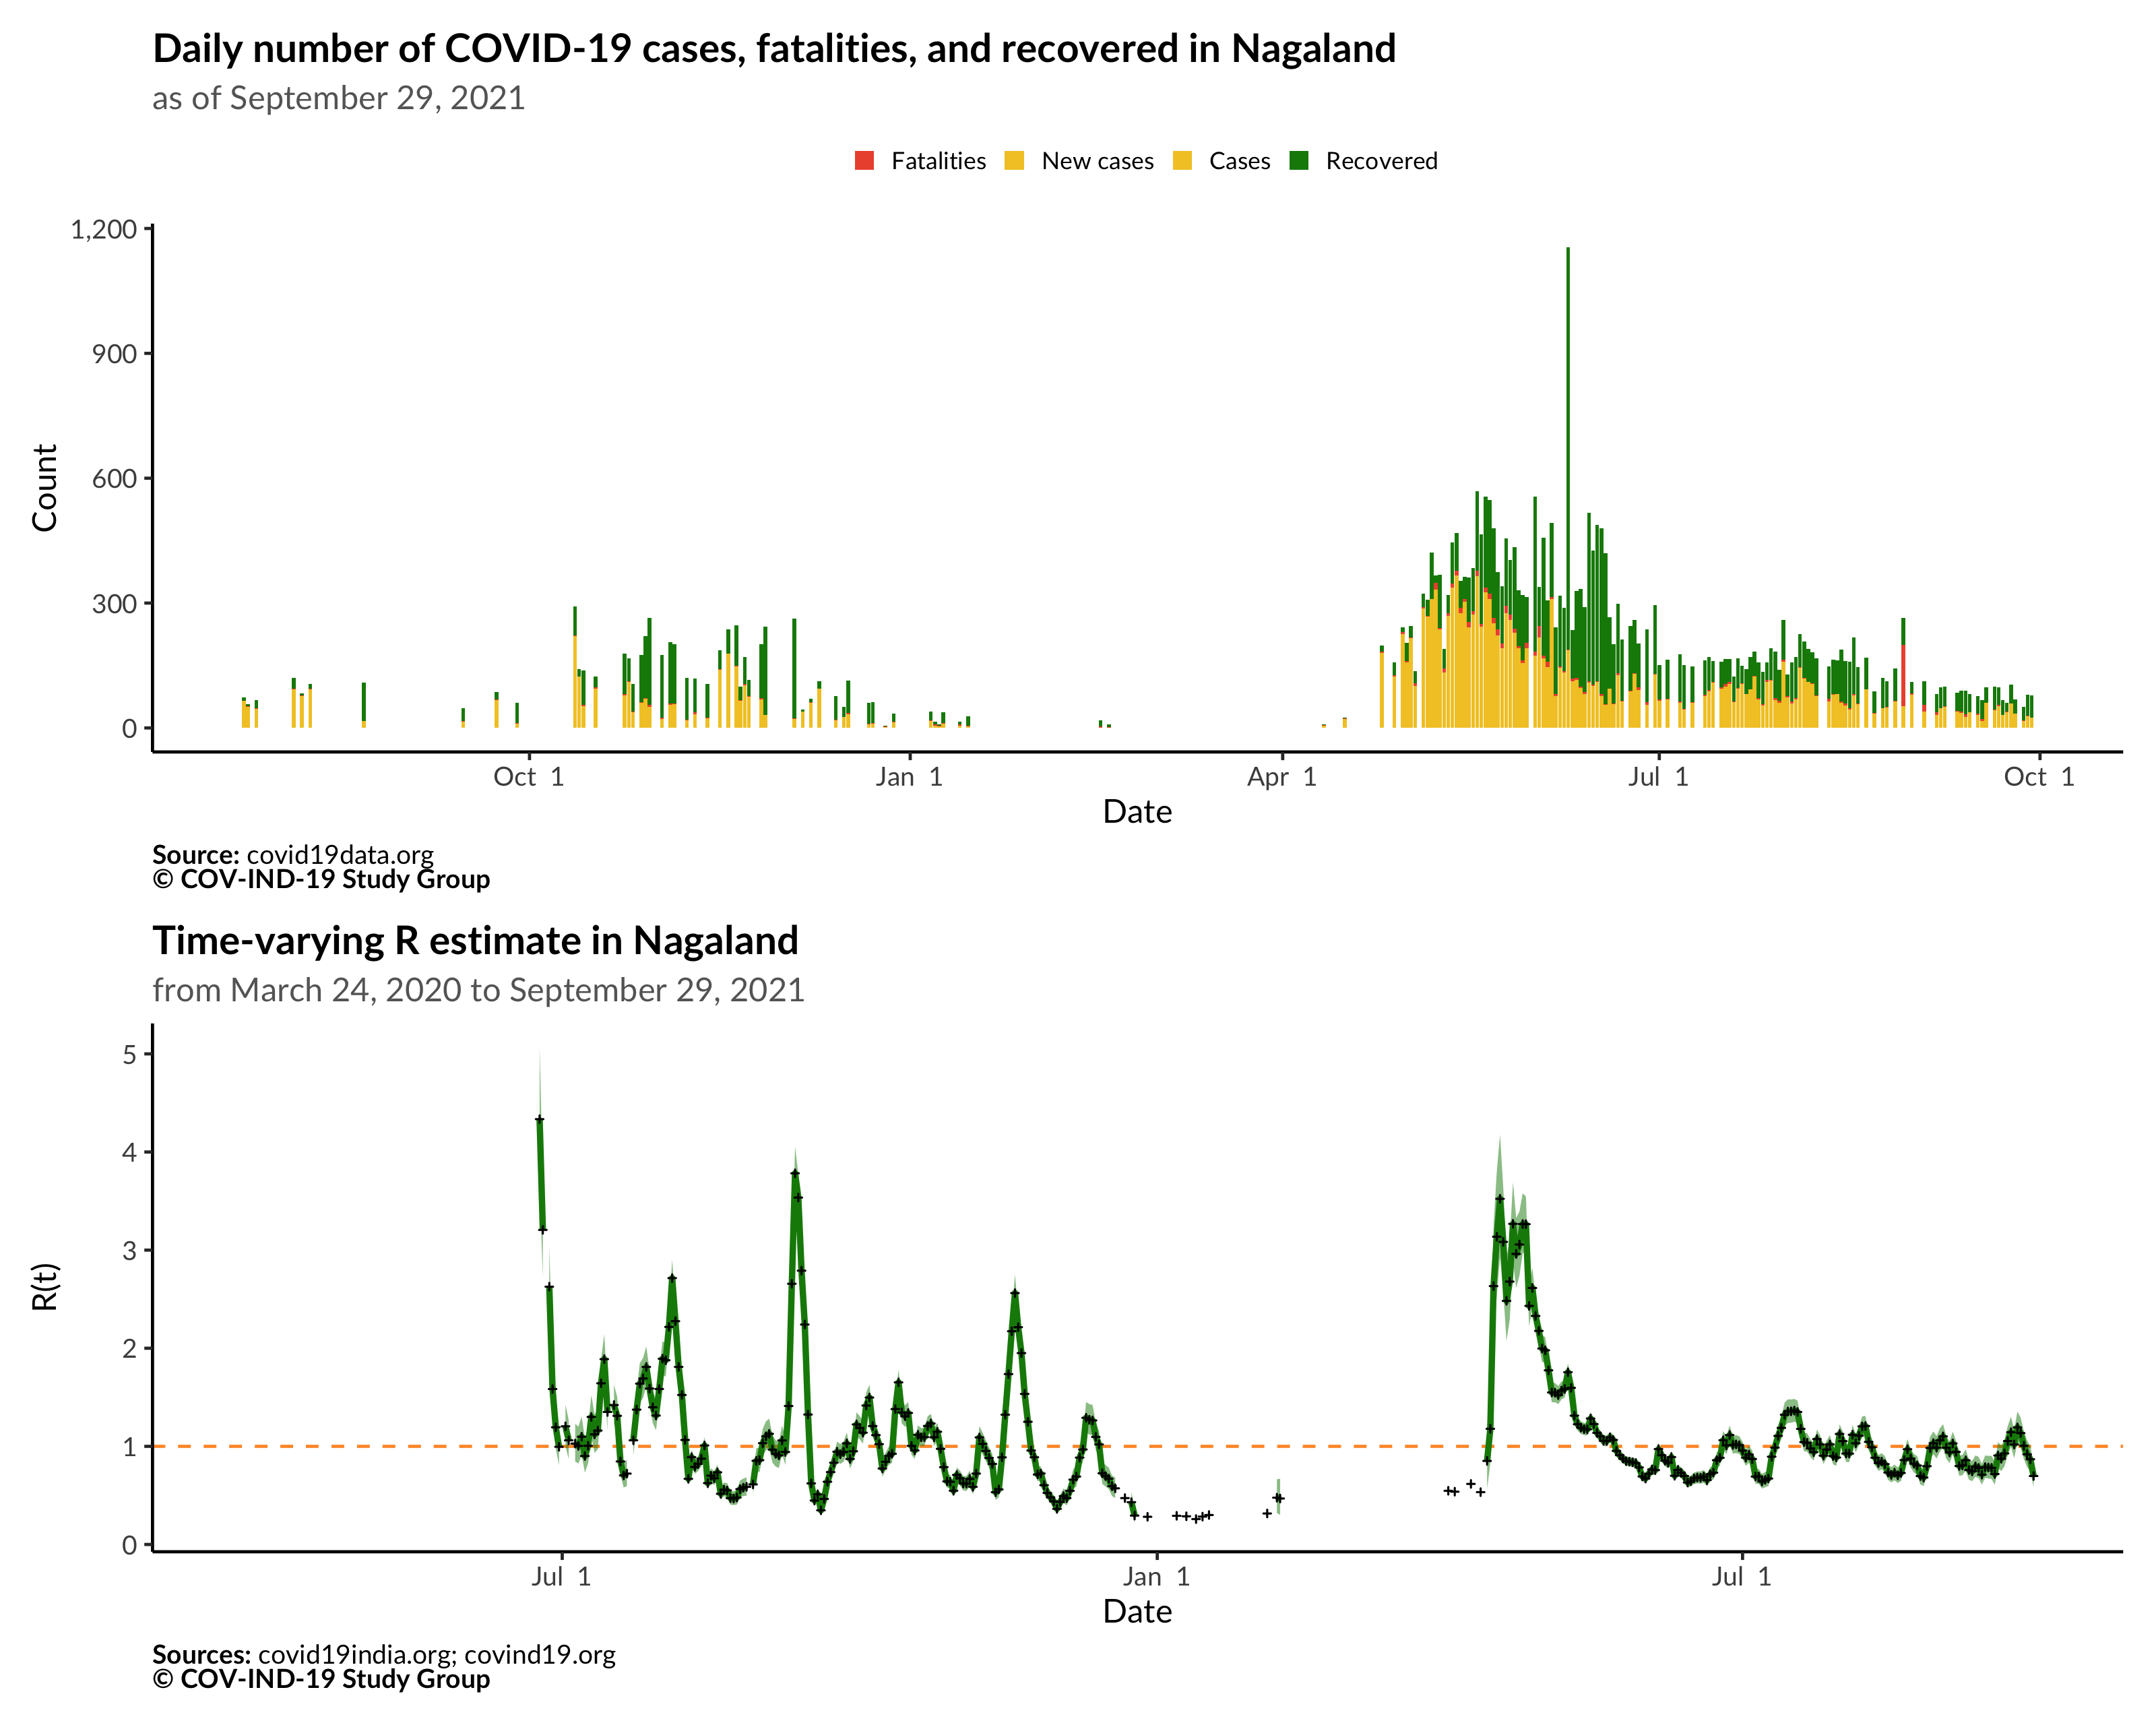 Daily number of COVID-19 cases, fatalities, and recovered in Nagaland
as of September 29, 2021
Fatalities New cases Cases Recovered
1,200
900
600
300
0
Count
Oct 1 Jan 1 Apr 1 Jul 1 Oct 1
Date
Source: covid19data.org
© COV-IND-19 Study Group
Time-varying R estimate in Nagaland
from March 24, 2020 to September 29, 2021
5
4
3
2
1
0
R(t)
Jul 1 Jan 1 Jul 1
Date
Sources: covid19india.org; covind19.org
© COV-IND-19 Study Group